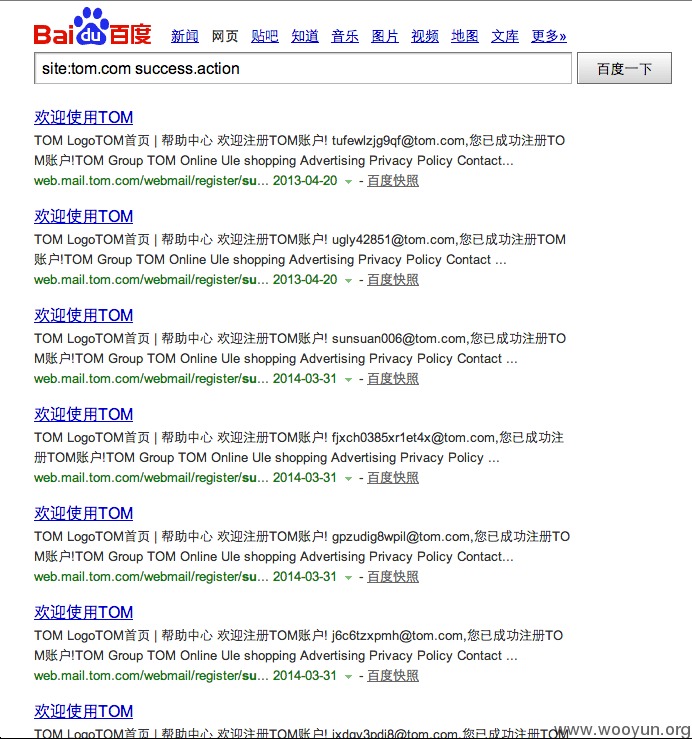 Bai du 百度
新闻 网页 贴吧 知道 音乐 图片 视频 地图 文库 更多»
site:tom.com success.action 百度一下
欢迎使用TOM
TOM LogoTOM首页 | 帮助中心 欢迎注册TOM账户! tufewlzjg9qf@tom.com,您已成功注册TO
M账户!TOM Group TOM Online Ule shopping Advertising Privacy Policy Contact...
web.mail.tom.com/webmail/register/su... 2013-04-20 - 百度快照
欢迎使用TOM
TOM LogoTOM首页 | 帮助中心 欢迎注册TOM账户! ugly42851@tom.com,您已成功注册TOM
账户!TOM Group TOM Online Ule shopping Advertising Privacy Policy Contact ...
web.mail.tom.com/webmail/register/su... 2013-04-20 - 百度快照
欢迎使用TOM
TOM LogoTOM首页 | 帮助中心 欢迎注册TOM账户! sunsuan006@tom.com,您已成功注册TO
M账户!TOM Group TOM Online Ule shopping Advertising Privacy Policy Contact ...
web.mail.tom.com/webmail/register/su... 2014-03-31 - 百度快照
欢迎使用TOM
TOM LogoTOM首页 | 帮助中心 欢迎注册TOM账户! fjxch0385xr1et4x@tom.com,您已成功注
册TOM账户!TOM Group TOM Online Ule shopping Advertising Privacy Policy ...
web.mail.tom.com/webmail/register/su... 2014-03-31 - 百度快照
欢迎使用TOM
TOM LogoTOM首页 | 帮助中心 欢迎注册TOM账户! gpzudig8wpil@tom.com,您已成功注册TO
M账户!TOM Group TOM Online Ule shopping Advertising Privacy Policy Contact...
web.mail.tom.com/webmail/register/su... 2014-03-31 - 百度快照
欢迎使用TOM
TOM LogoTOM首页 | 帮助中心 欢迎注册TOM账户! j6c6tzxpmh@tom.com,您已成功注册TO
M账户!TOM Group TOM Online Ule shopping Advertising Privacy Policy Contact ...
web.mail.tom.com/webmail/register/su... 2014-03-31 - 百度快照
欢迎使用TOM
TOM LogoTOM首页 | 帮助中心 欢迎注册TOM账户! 您已成功注册TOM
www.wooyun.org